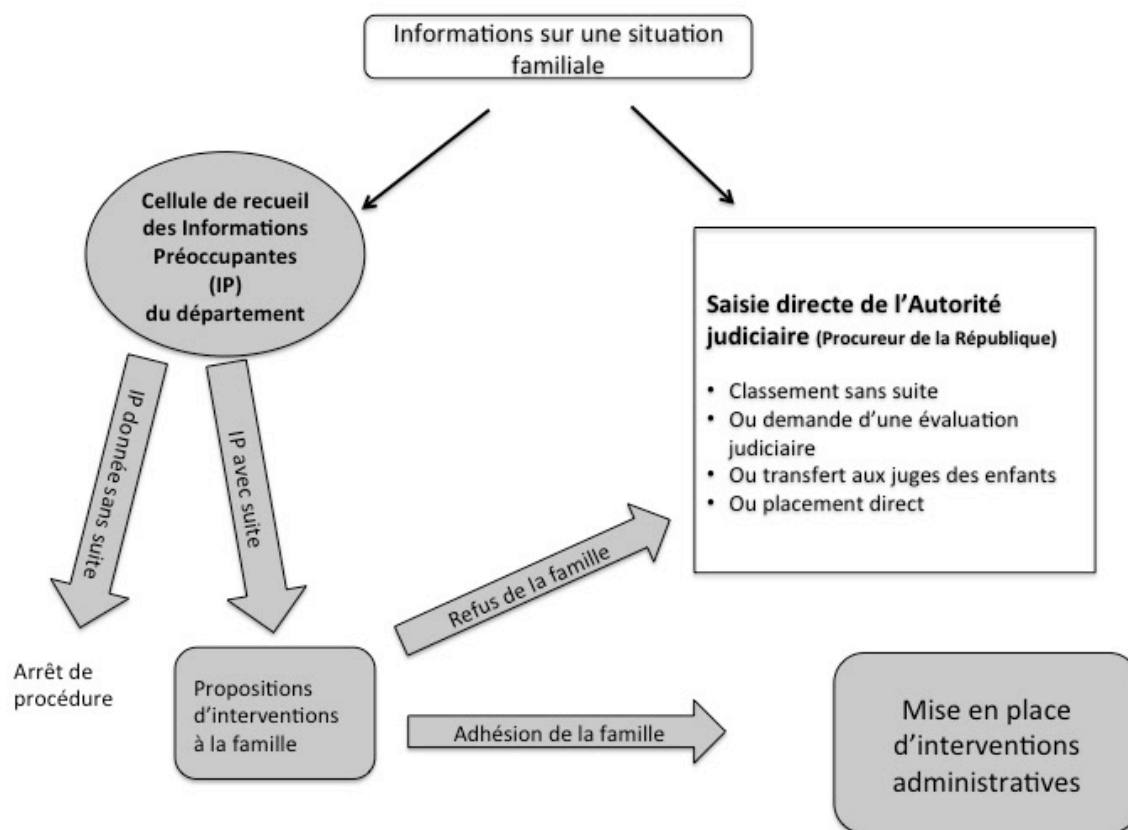 Informations sur une situation
familiale
Cellule de recueil
des Informations
Préoccupantes
(IP)
du département
Saisie directe de l’Autorité
judiciaire (Procureur de la République)
• Classement sans suite
• Ou demande d’une évaluation
judiciaire
• Ou transfert aux juges des enfants
• Ou placement direct
IP donnée sans suite
IP avec suite
Refus de la famille
Arrêt de
procédure
Propositions
d’interventions
à la famille
Adhésion de la famille
Mise en place
d’interventions
administratives